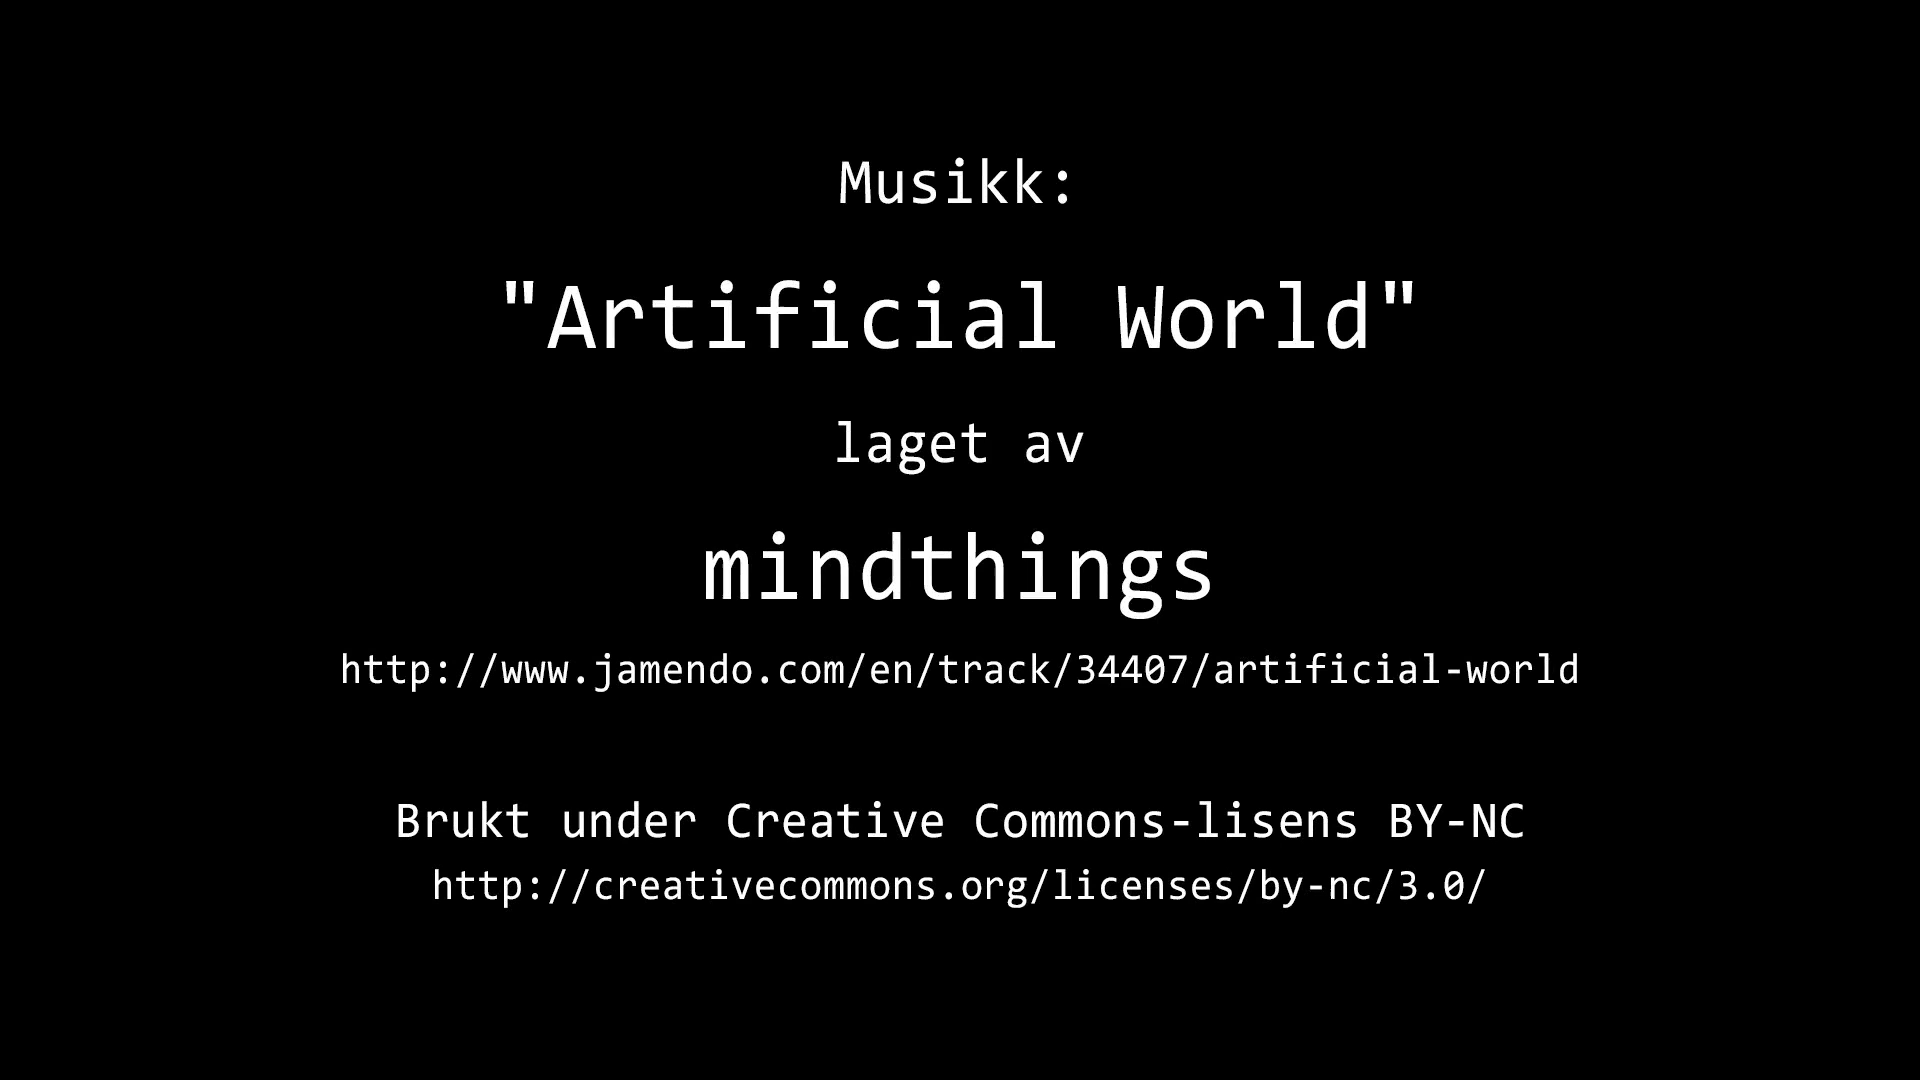 Musikk:
"Artificial World"
laget av
mindthings
http://www.jamendo.com/en/track/34407/artificial-world
Brukt under Creative Commons-lisens BY-NC
http://creativecommons.org/licenses/by-nc/3.0/